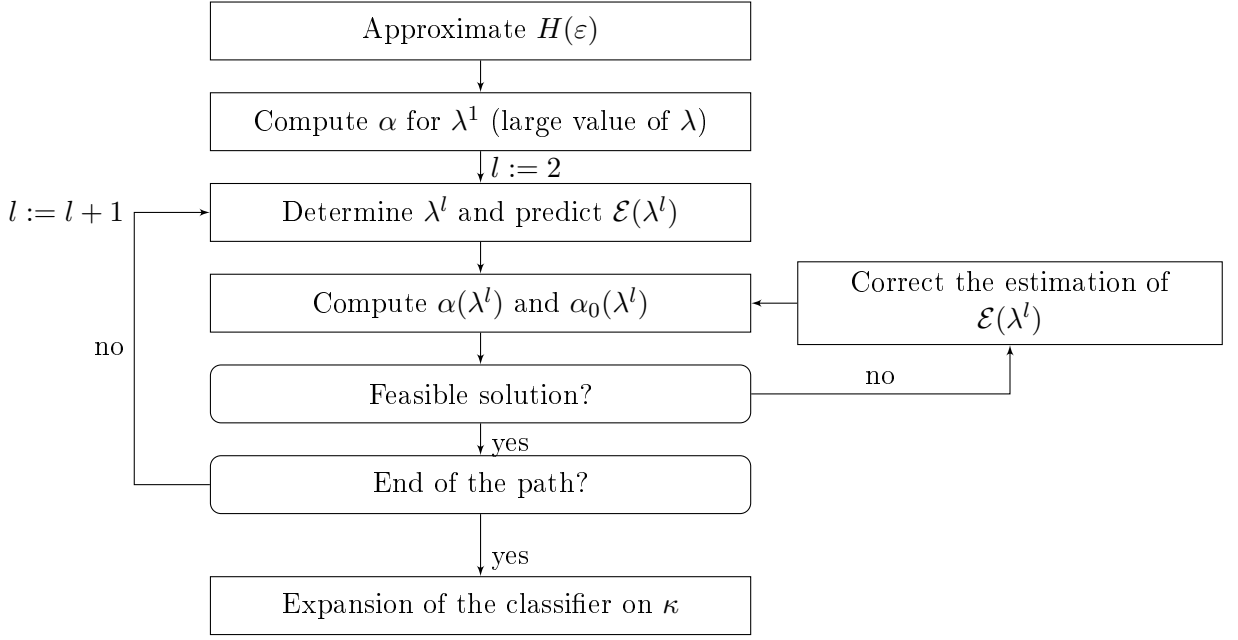 Approximate H(ε)
Compute α for λ¹ (large value of λ)
l := 2
l := l + 1
Determine λˡ and predict ℰ(λˡ)
Compute α(λˡ) and α₀(λˡ)
Correct the estimation of
ℰ(λˡ)
no
Feasible solution?
no
yes
End of the path?
yes
Expansion of the classifier on κ